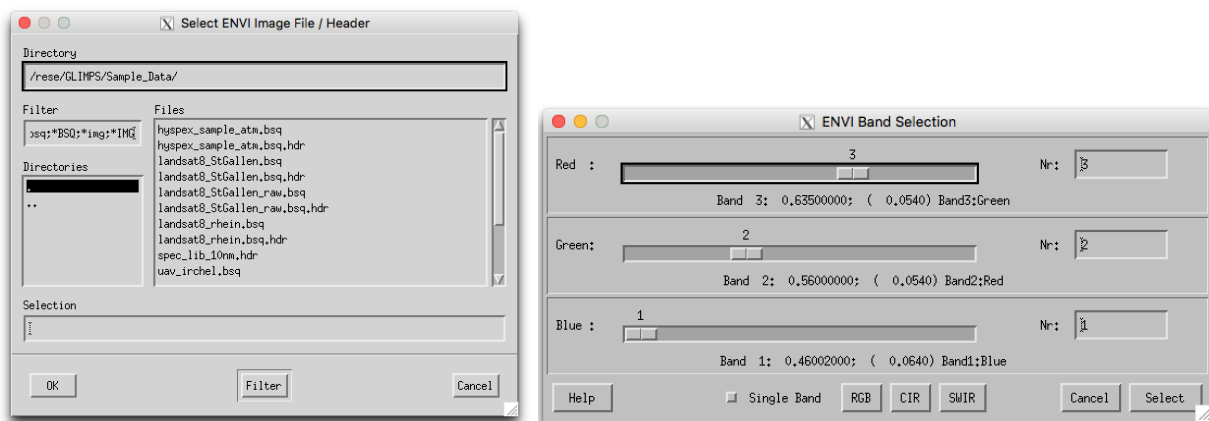 Select ENVI Image File / Header
Directory
/rese/GLIMPS/Sample_Data/
Filter
Files
bsq;*BSQ;*img;*IMG
hyspex_sample_atm.bsq
hyspex_sample_atm.bsq.hdr
landsat8_StGallen.bsq
landsat8_StGallen.bsq.hdr
landsat8_StGallen_raw.bsq
landsat8_StGallen_raw.bsq.hdr
landsat8_rhein.bsq
landsat8_rhein.bsq.hdr
spec_lib_10nm.hdr
uav_irchel.bsq
Directories
.
..
Selection
OK
Filter
Cancel
ENVI Band Selection
Red :
3
Nr: 3
Band 3: 0.63500000; ( 0.0540) Band3:Green
Green:
2
Nr: 2
Band 2: 0.56000000; ( 0.0540) Band2:Red
Blue :
1
Nr: 1
Band 1: 0.46002000; ( 0.0640) Band1:Blue
Help
Single Band
RGB
CIR
SWIR
Cancel
Select